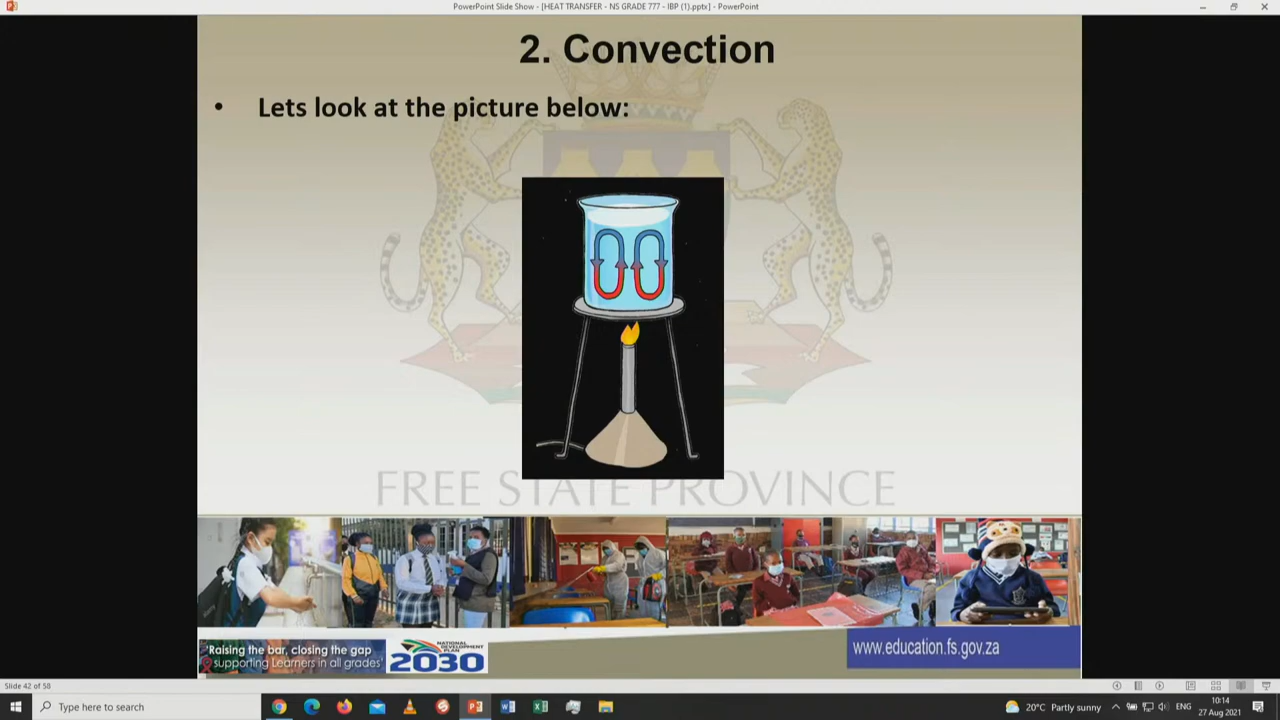 PowerPoint Slide Show - [HEAT TRANSFER - NS GRADE 777 - IBP (1).pptx] - PowerPoint
2. Convection
• Lets look at the picture below:
FREE STATE PROVINCE
Raising the bar, closing the gap
supporting Learners in all grades'
NATIONAL
DEVELOPMENT
PLAN
2030
www.education.fs.gov.za
Slide 42 of 58
Type here to search
20°C Partly sunny
ENG
10:14
27 Aug 2021